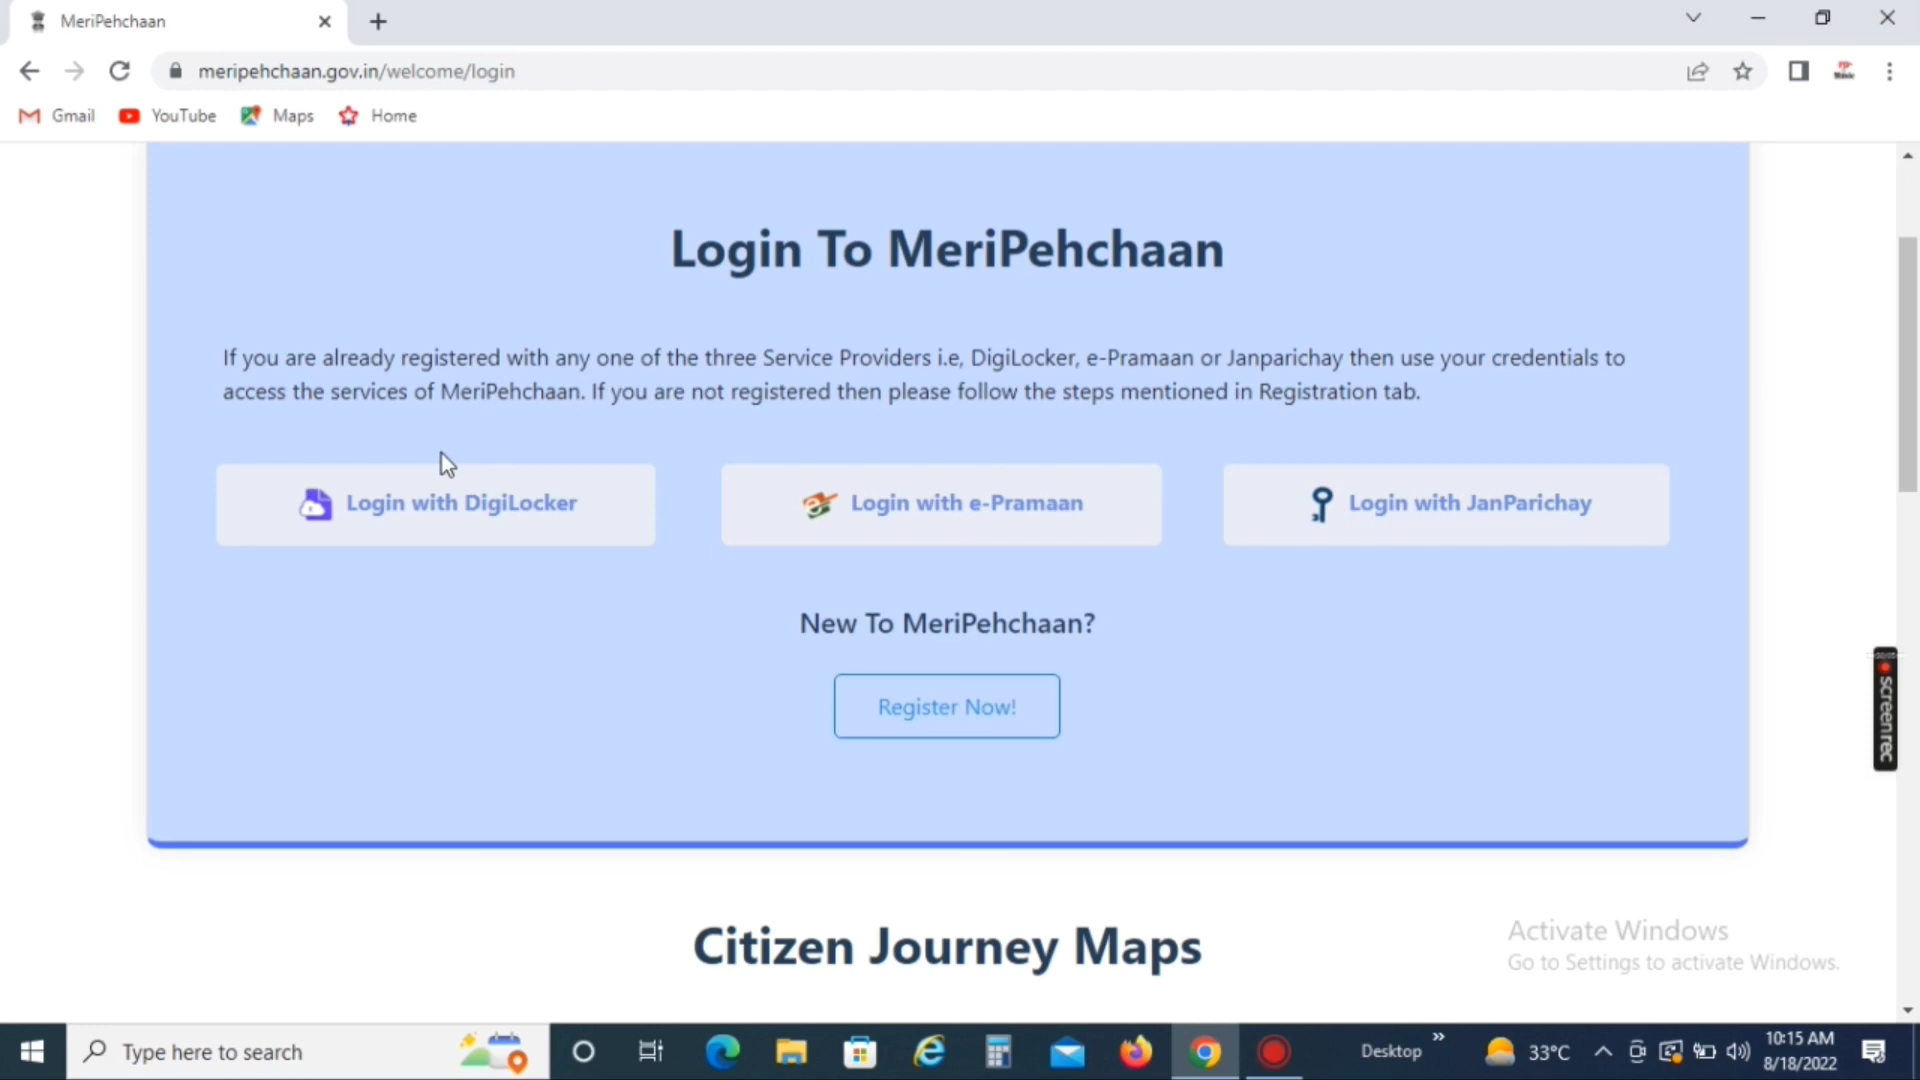 MeriPehchaan
meripehchaan.gov.in/welcome/login
Gmail YouTube Maps Home
Login To MeriPehchaan
If you are already registered with any one of the three Service Providers i.e, DigiLocker, e-Pramaan or Janparichay then use your credentials to
access the services of MeriPehchaan. If you are not registered then please follow the steps mentioned in Registration tab.
Login with DigiLocker Login with e-Pramaan Login with JanParichay
New To MeriPehchaan?
Register Now!
screenrec
Citizen Journey Maps
Activate Windows
Go to Settings to activate Windows.
Type here to search
Desktop
33°C
10:15 AM
8/18/2022